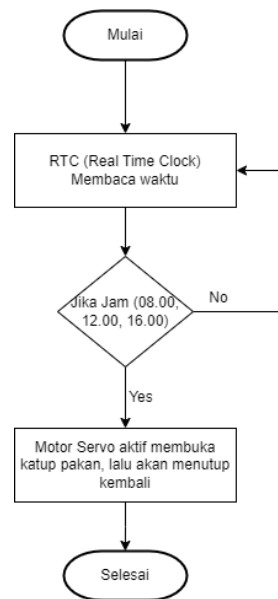 Mulai
RTC (Real Time Clock)
Membaca waktu
Jika Jam (08.00,
12.00, 16.00)
No
Yes
Motor Servo aktif membuka
katup pakan, lalu akan menutup
kembali
Selesai